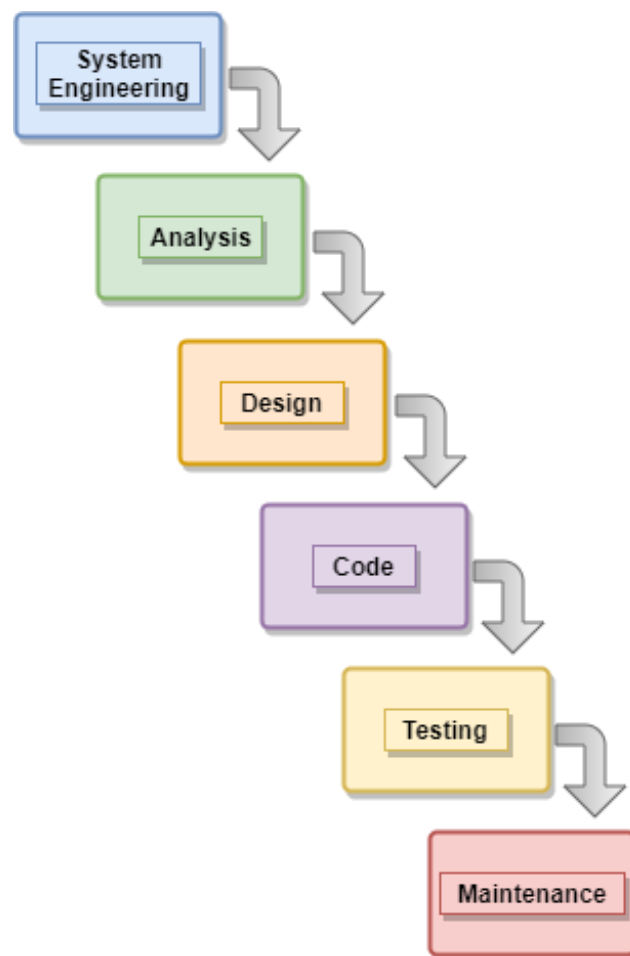 System
Engineering
Analysis
Design
Code
Testing
Maintenance